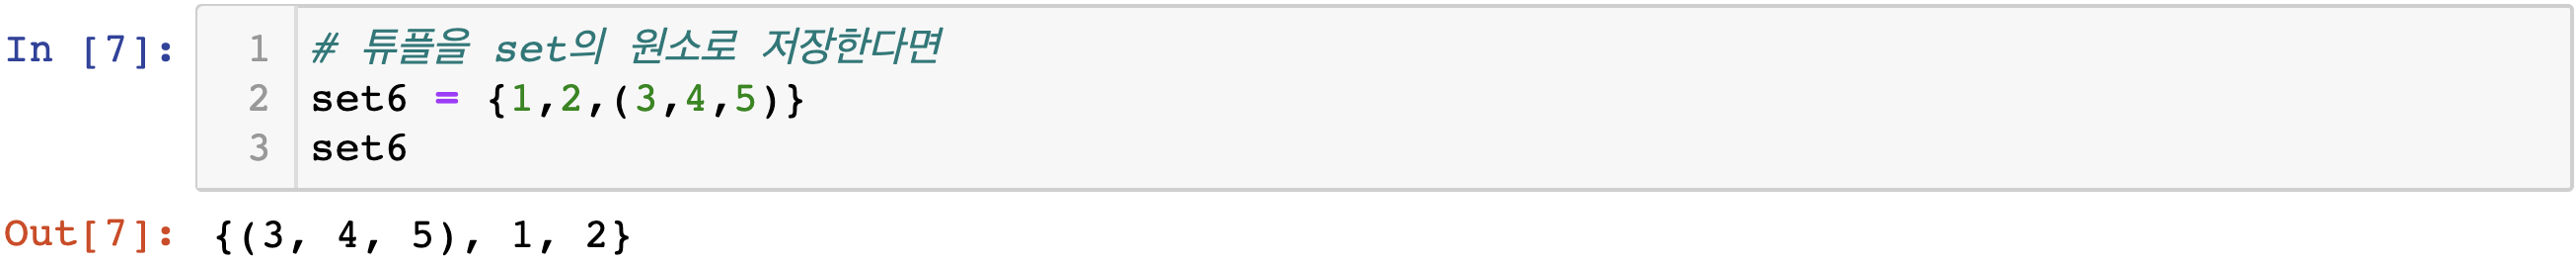 In [7]: 1 # 튜플을 set의 원소로 저장한다면
2 set6 = {1,2,(3,4,5)}
3 set6
Out[7]: {(3, 4, 5), 1, 2}